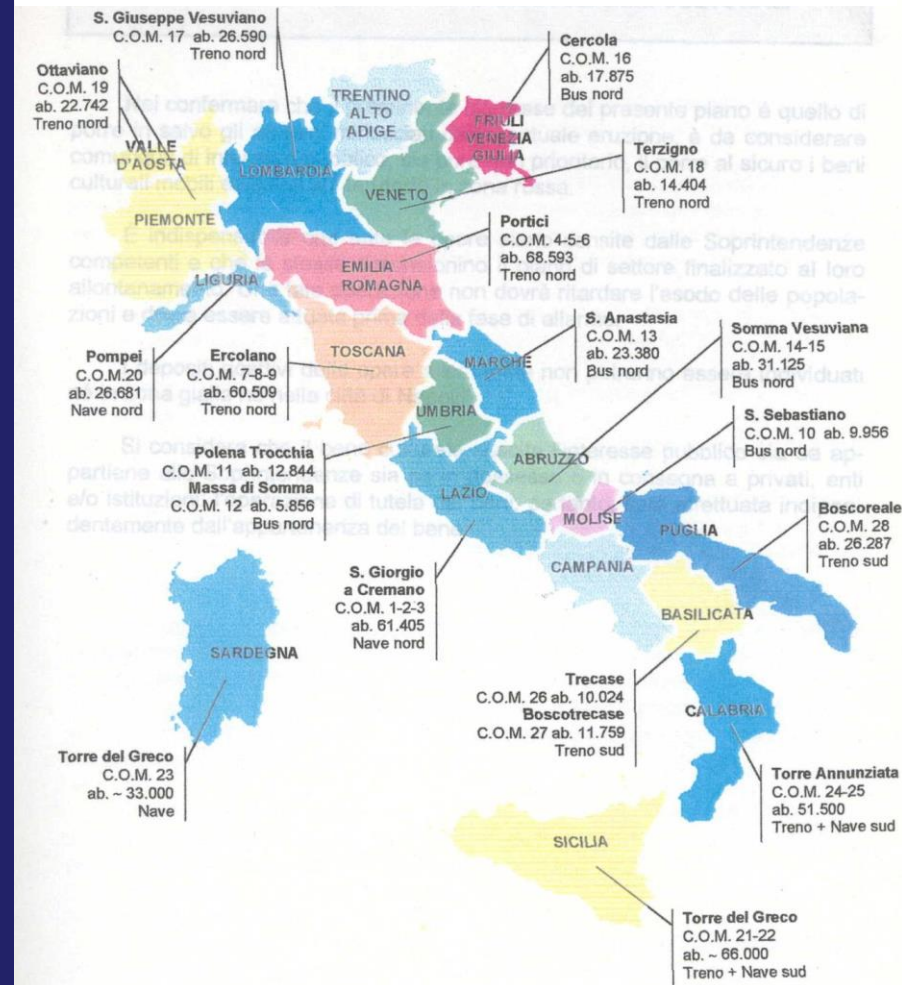 S. Giuseppe Vesuviano
C.O.M. 17 ab. 26.590
Treno nord
Cercola
C.O.M. 16
ab. 17.875
Bus nord
Ottaviano
C.O.M. 19
ab. 22.742
Treno nord
TRENTINO
ALTO
ADIGE
FRIULI
VENEZIA
GIULIA
Terzigno
C.O.M. 18
ab. 14.404
Treno nord
VALLE
D'AOSTA
LOMBARDIA
VENETO
PIEMONTE
Portici
C.O.M. 4-5-6
ab. 68.593
Treno nord
EMILIA
ROMAGNA
LIGURIA
S. Anastasia
C.O.M. 13
ab. 23.380
Bus nord
Somma Vesuviana
C.O.M. 14-15
ab. 31.125
Bus nord
TOSCANA
MARCHE
Pompei
C.O.M.20
ab. 26.681
Nave nord
Ercolano
C.O.M. 7-8-9
ab. 60.509
Treno nord
UMBRIA
S. Sebastiano
C.O.M. 10 ab. 9.956
Bus nord
Polena Trocchia
C.O.M. 11 ab. 12.844
Massa di Somma
C.O.M. 12 ab. 5.856
Bus nord
ABRUZZO
LAZIO
MOLISE
PUGLIA
Boscoreale
C.O.M. 28
ab. 26.287
Treno sud
CAMPANIA
S. Giorgio
a Cremano
C.O.M. 1-2-3
ab. 61.405
Nave nord
BASILICATA
SARDEGNA
Trecase
C.O.M. 26 ab. 10.024
Boscotrecase
C.O.M. 27 ab. 11.759
Treno sud
CALABRIA
Torre del Greco
C.O.M. 23
ab. ~ 33.000
Nave
Torre Annunziata
C.O.M. 24-25
ab. 51.500
Treno + Nave sud
SICILIA
Torre del Greco
C.O.M. 21-22
ab. ~ 66.000
Treno + Nave sud